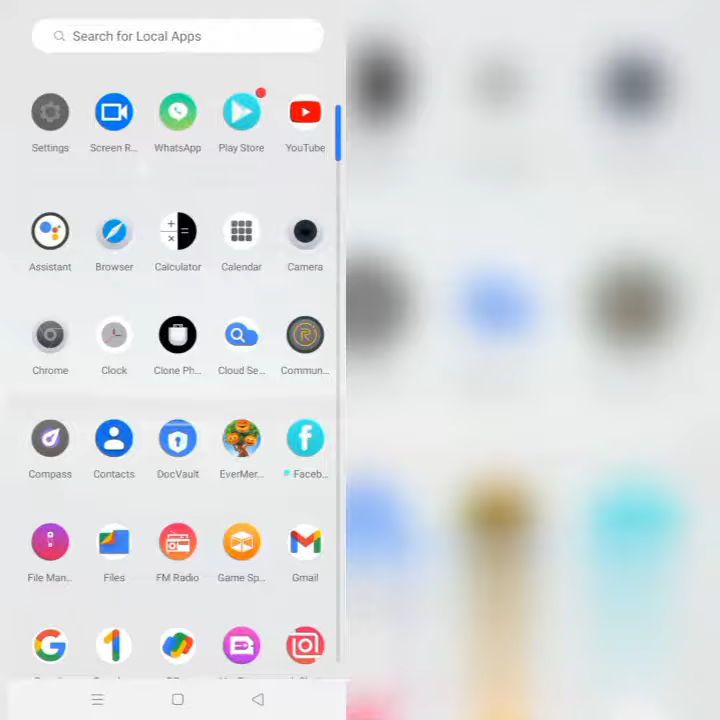 Search for Local Apps
Settings Screen R... WhatsApp Play Store YouTube
Assistant Browser Calculator Calendar Camera
Chrome Clock Clone Ph... Cloud Se... Commun...
Compass Contacts DocVault EverMer... Faceb...
File Man... Files FM Radio Game Sp... Gmail